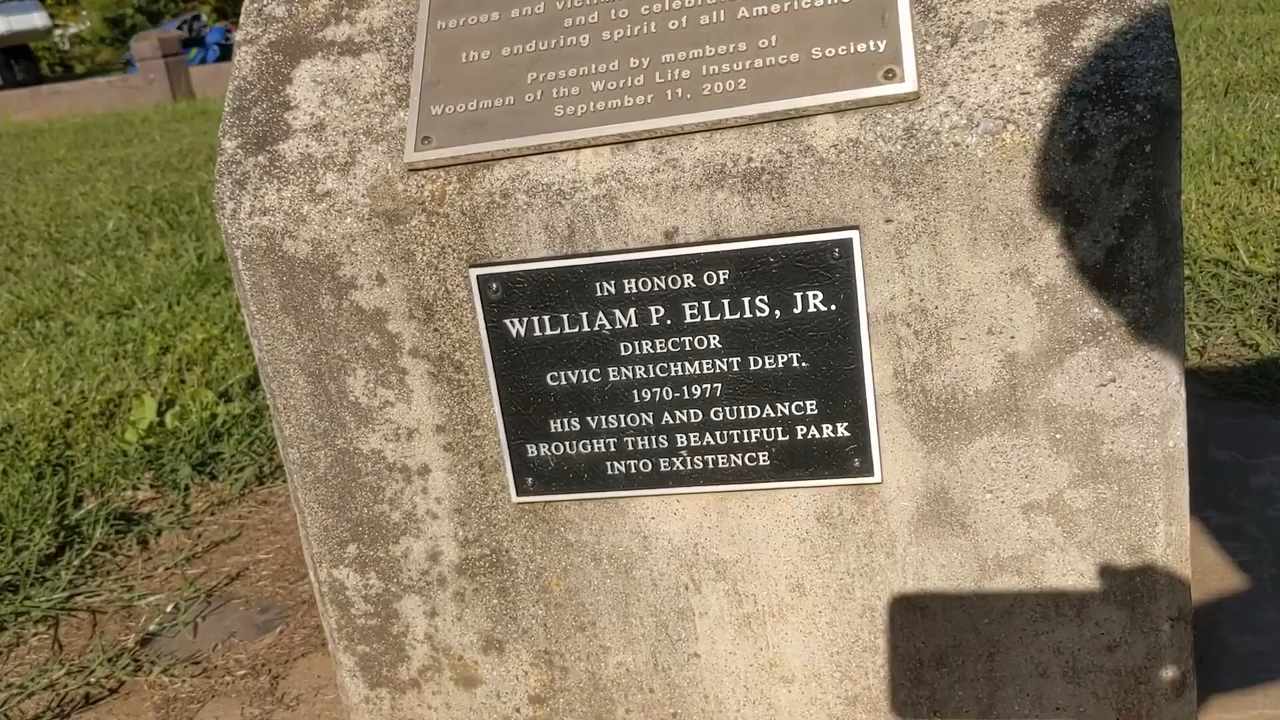 heroes and victims
and to celebrate
the enduring spirit of all Americans
Presented by members of
Woodmen of the World Life Insurance Society
September 11, 2002
IN HONOR OF
WILLIAM P. ELLIS, JR.
DIRECTOR
CIVIC ENRICHMENT DEPT.
1970-1977
HIS VISION AND GUIDANCE
BROUGHT THIS BEAUTIFUL PARK
INTO EXISTENCE